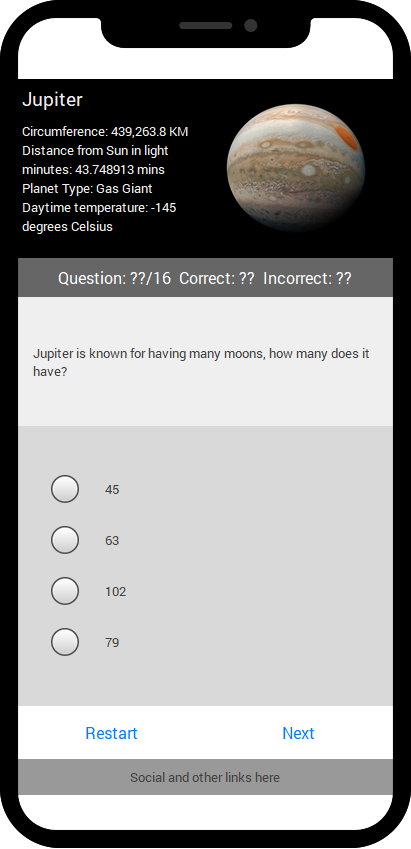 Jupiter
Circumference: 439,263.8 KM
Distance from Sun in light
minutes: 43.748913 mins
Planet Type: Gas Giant
Daytime temperature: -145
degrees Celsius
Question: ??/16  Correct: ??  Incorrect: ??
Jupiter is known for having many moons, how many does it
have?
45
63
102
79
Restart
Next
Social and other links here